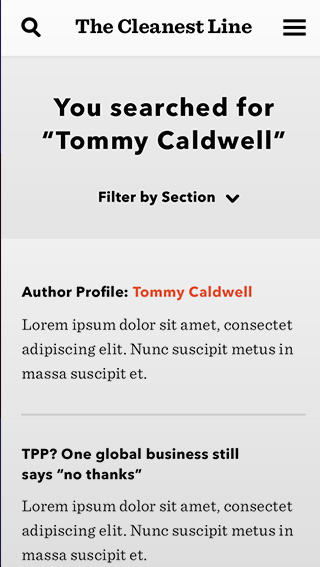 The Cleanest Line
You searched for
“Tommy Caldwell”
Filter by Section
Author Profile: Tommy Caldwell
Lorem ipsum dolor sit amet, consectet
adipiscing elit. Nunc suscipit metus in
massa suscipit et.
TPP? One global business still
says “no thanks”
Lorem ipsum dolor sit amet, consectet
adipiscing elit. Nunc suscipit metus in
massa suscipit et.